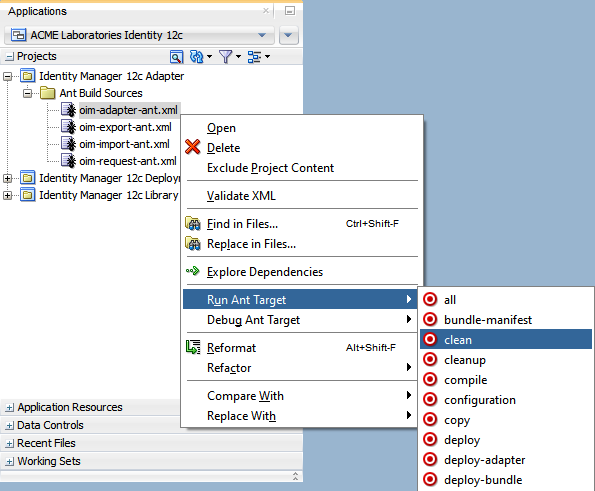 Applications
ACME Laboratories Identity 12c
Projects
Identity Manager 12c Adapter
Ant Build Sources
oim-adapter-ant.xml
oim-export-ant.xml
oim-import-ant.xml
oim-request-ant.xml
Identity Manager 12c Deploym
Identity Manager 12c Library
Open
Delete
Exclude Project Content
Validate XML
Find in Files... Ctrl+Shift-F
Replace in Files...
Explore Dependencies
Run Ant Target
Debug Ant Target
Reformat Alt+Shift-F
Refactor
Compare With
Replace With
all
bundle-manifest
clean
cleanup
compile
configuration
copy
deploy
deploy-adapter
deploy-bundle
Application Resources
Data Controls
Recent Files
Working Sets